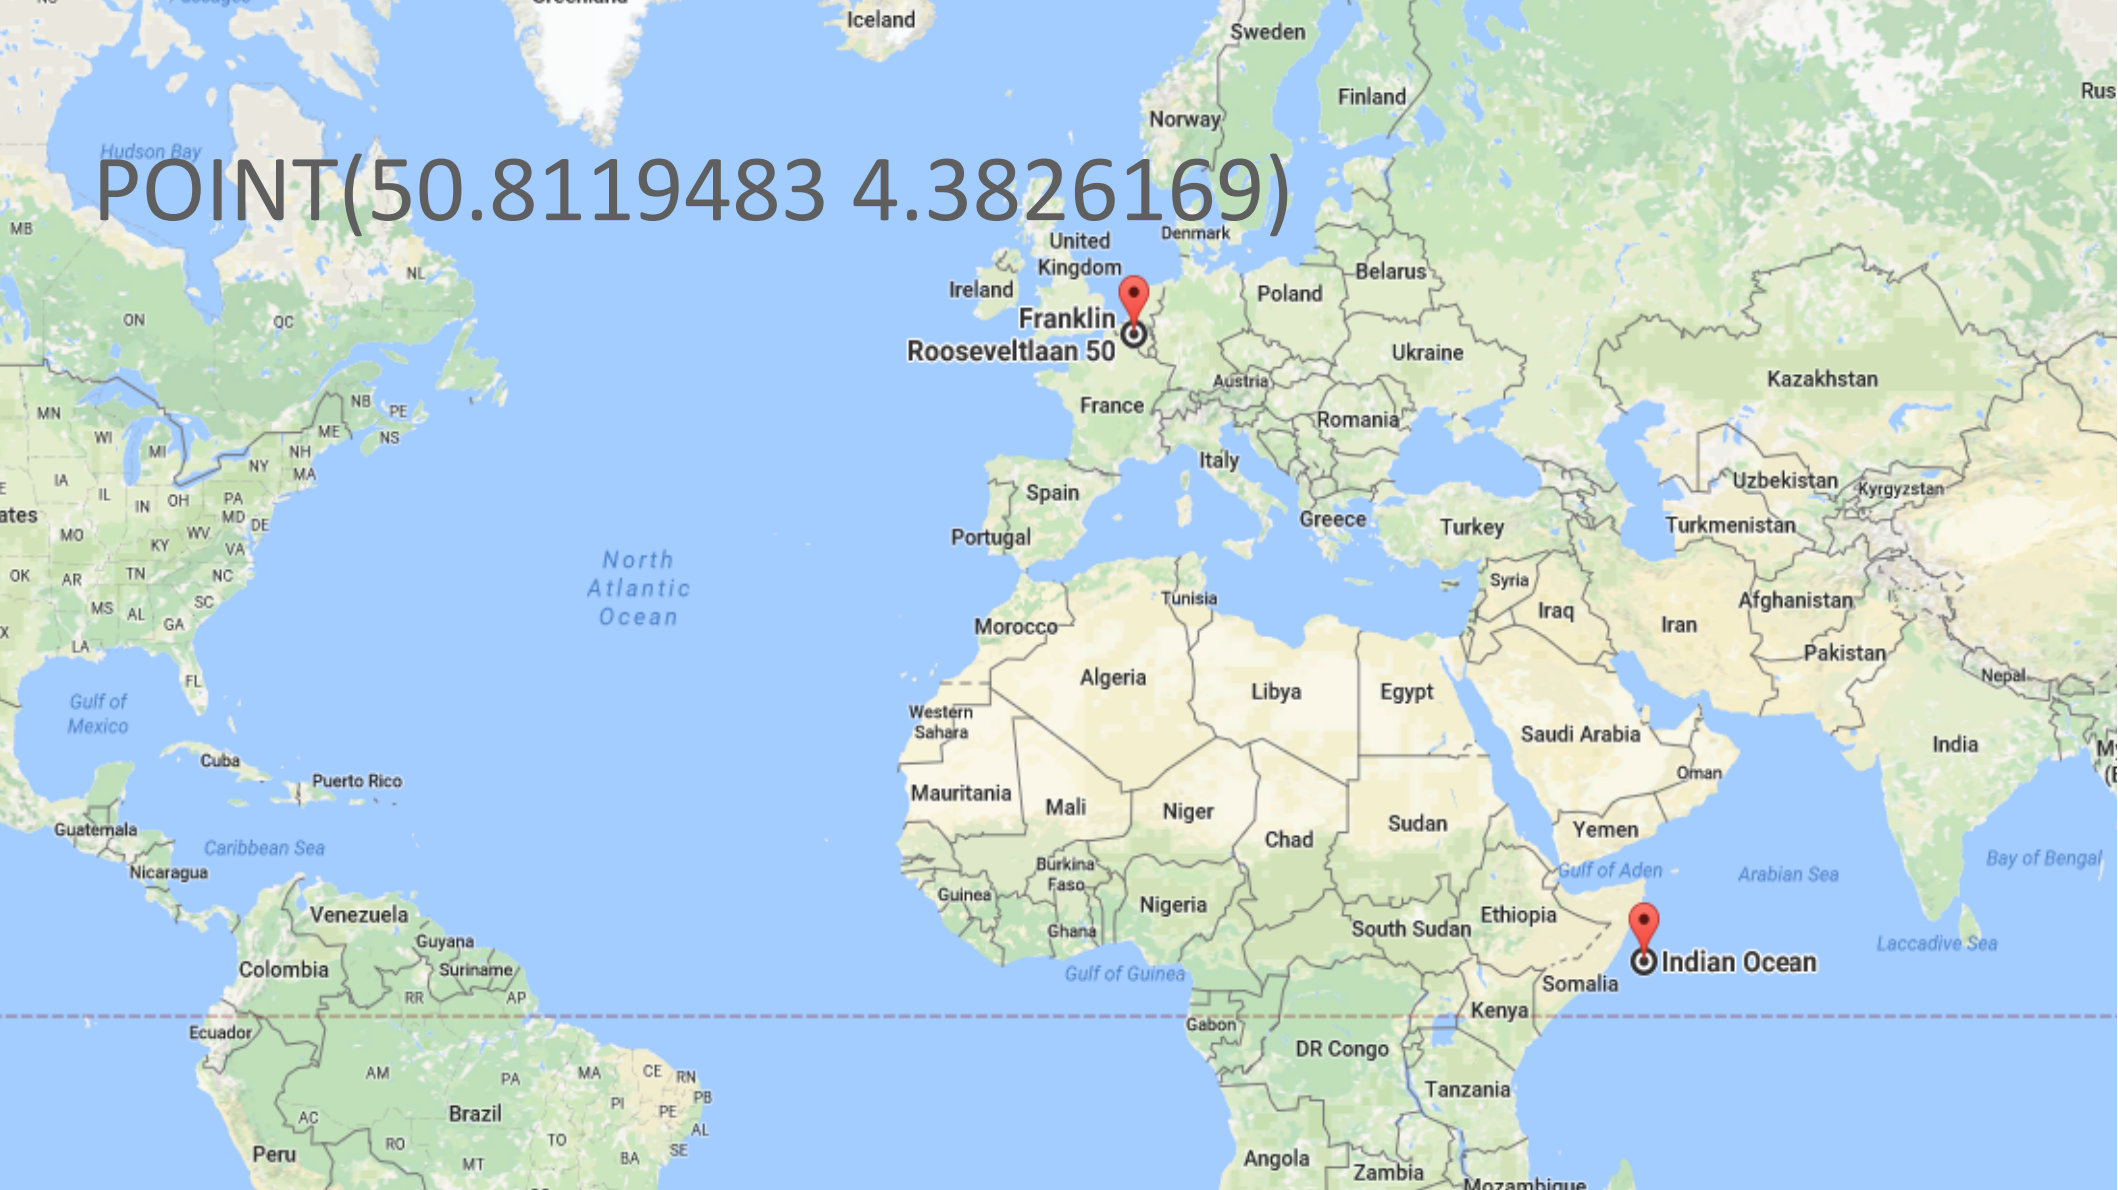 Iceland
Sweden
Finland
Norway
Rus
Hudson Bay
POINT(50.8119483 4.3826169)
MB
NL
Denmark
United
Kingdom
Ireland
Belarus
Poland
ON
QC
Franklin
Rooseveltlaan 50
Ukraine
Austria
Kazakhstan
France
Romania
NB
PE
MN
ME
NS
WI
MI
NH
NY
MA
Italy
IA
IL
IN
OH
PA
Spain
Uzbekistan
Kyrgyzstan
ates
MD
DE
Greece
Turkey
Turkmenistan
MO
WV
KY
VA
Portugal
North
Atlantic
Ocean
OK
AR
TN
NC
Syria
Tunisia
Iraq
Afghanistan
MS
AL
SC
GA
Morocco
Iran
X
LA
Pakistan
FL
Algeria
Libya
Egypt
Nepal
Gulf of
Mexico
Western
Sahara
Saudi Arabia
India
Cuba
Puerto Rico
Oman
Mauritania
Mali
Niger
Chad
Sudan
Yemen
Guatemala
Caribbean Sea
Nicaragua
Burkina
Faso
Gulf of Aden
Arabian Sea
Bay of Bengal
Guinea
Nigeria
Ethiopia
Venezuela
Guyana
Ghana
South Sudan
Laccadive Sea
Colombia
Suriname
Gulf of Guinea
Indian Ocean
Somalia
RR
AP
Kenya
Ecuador
Gabon
DR Congo
AM
PA
MA
CE
RN
Tanzania
PB
PI
PE
AC
Brazil
AL
RO
TO
SE
Peru
MT
BA
Angola
Zambia
Mozambique